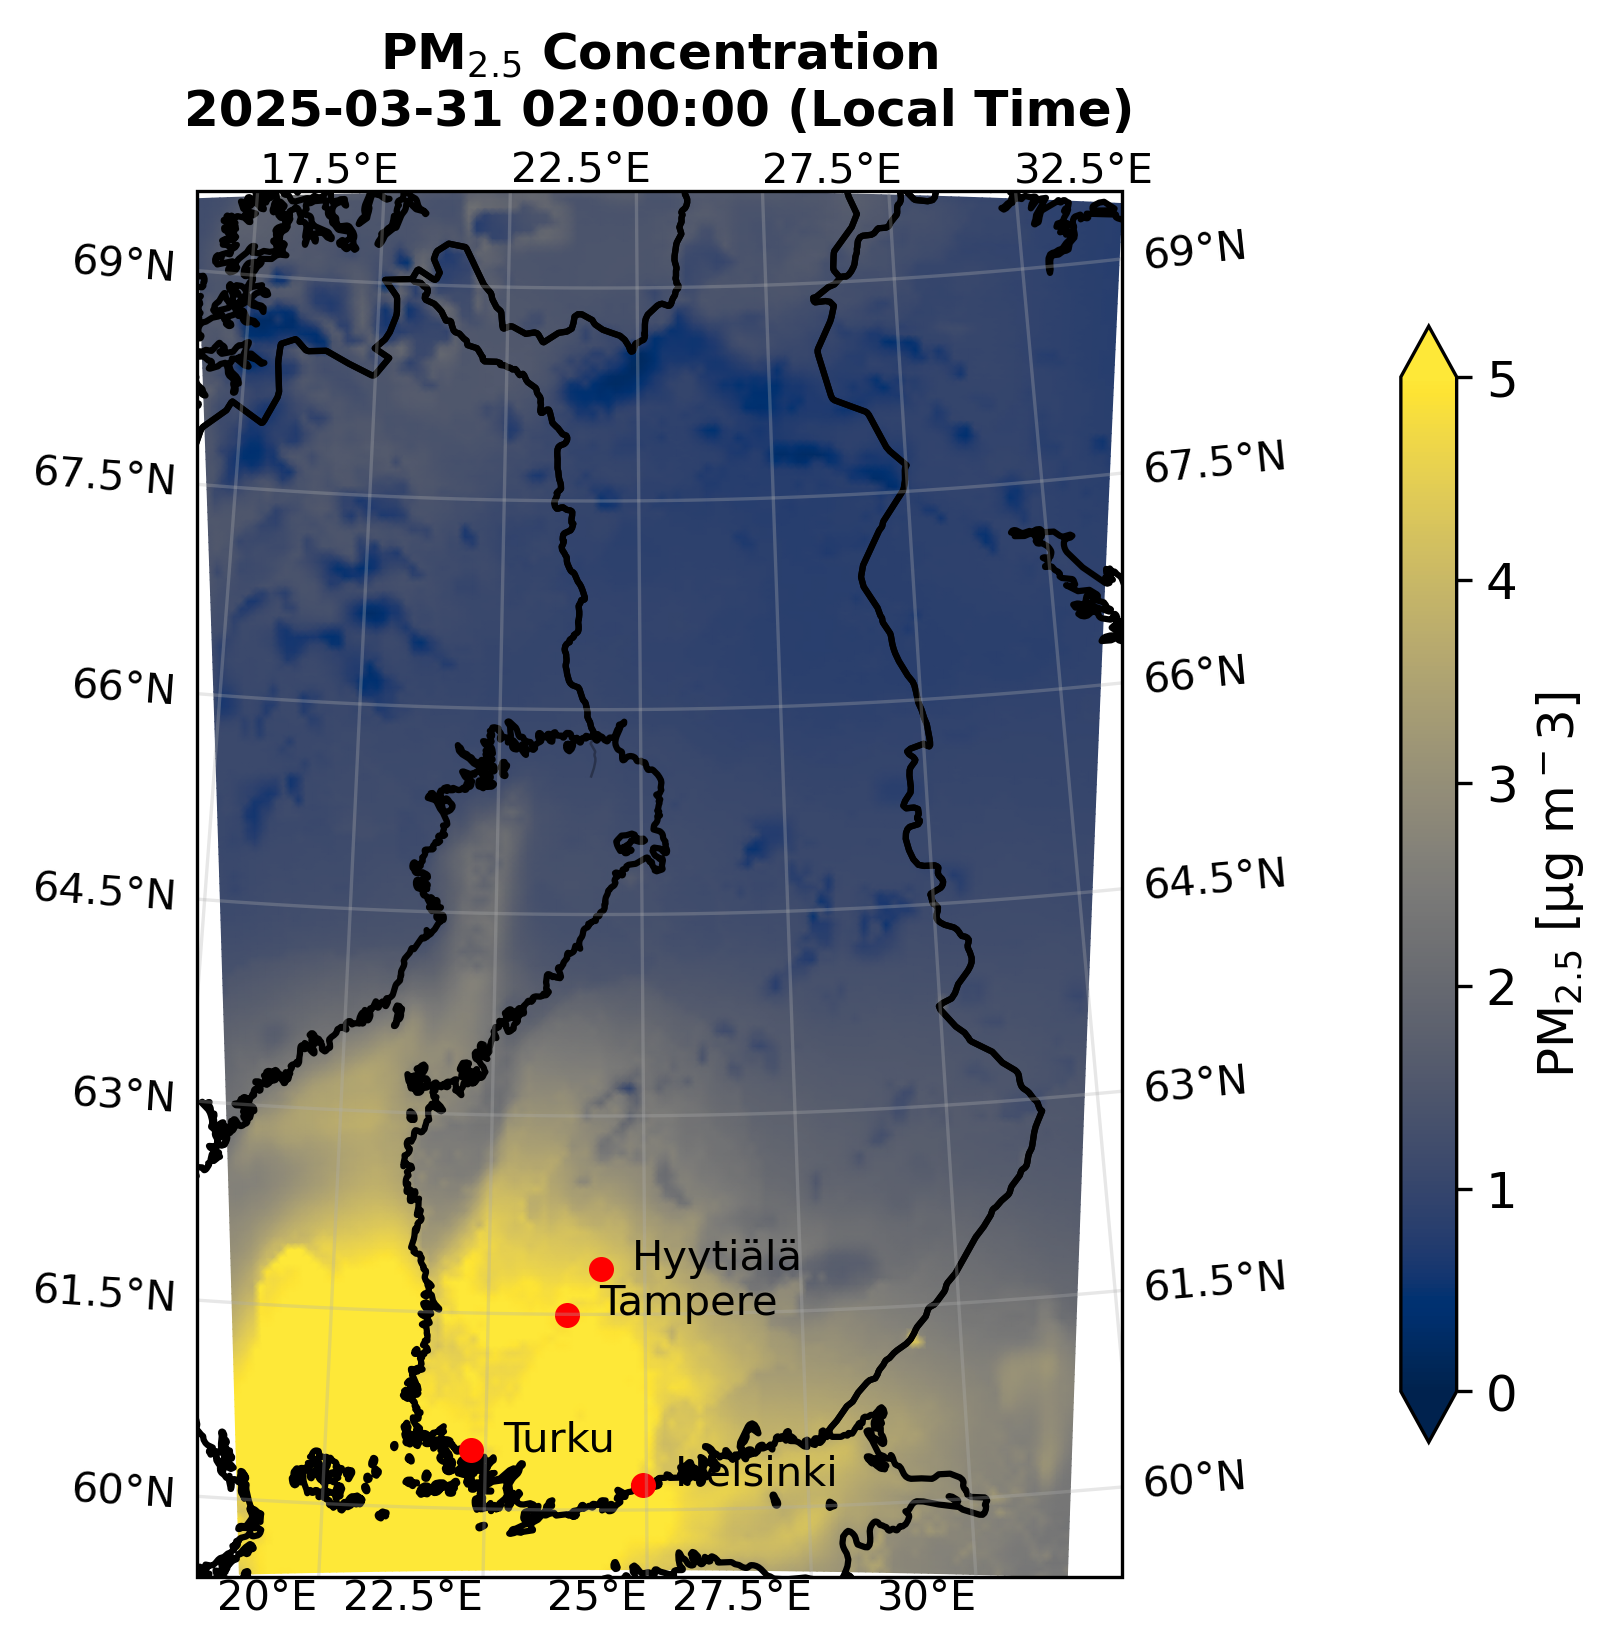 PM2.5 Concentration
2025-03-31 02:00:00 (Local Time)
17.5°E 22.5°E 27.5°E 32.5°E
69°N 69°N
67.5°N 67.5°N
66°N 66°N
64.5°N 64.5°N
63°N 63°N
61.5°N 61.5°N
60°N 60°N
Hyytiälä
Tampere
Turku
Helsinki
20°E 22.5°E 25°E 27.5°E 30°E
5
4
3
2
1
0
PM2.5 [µg m−3]